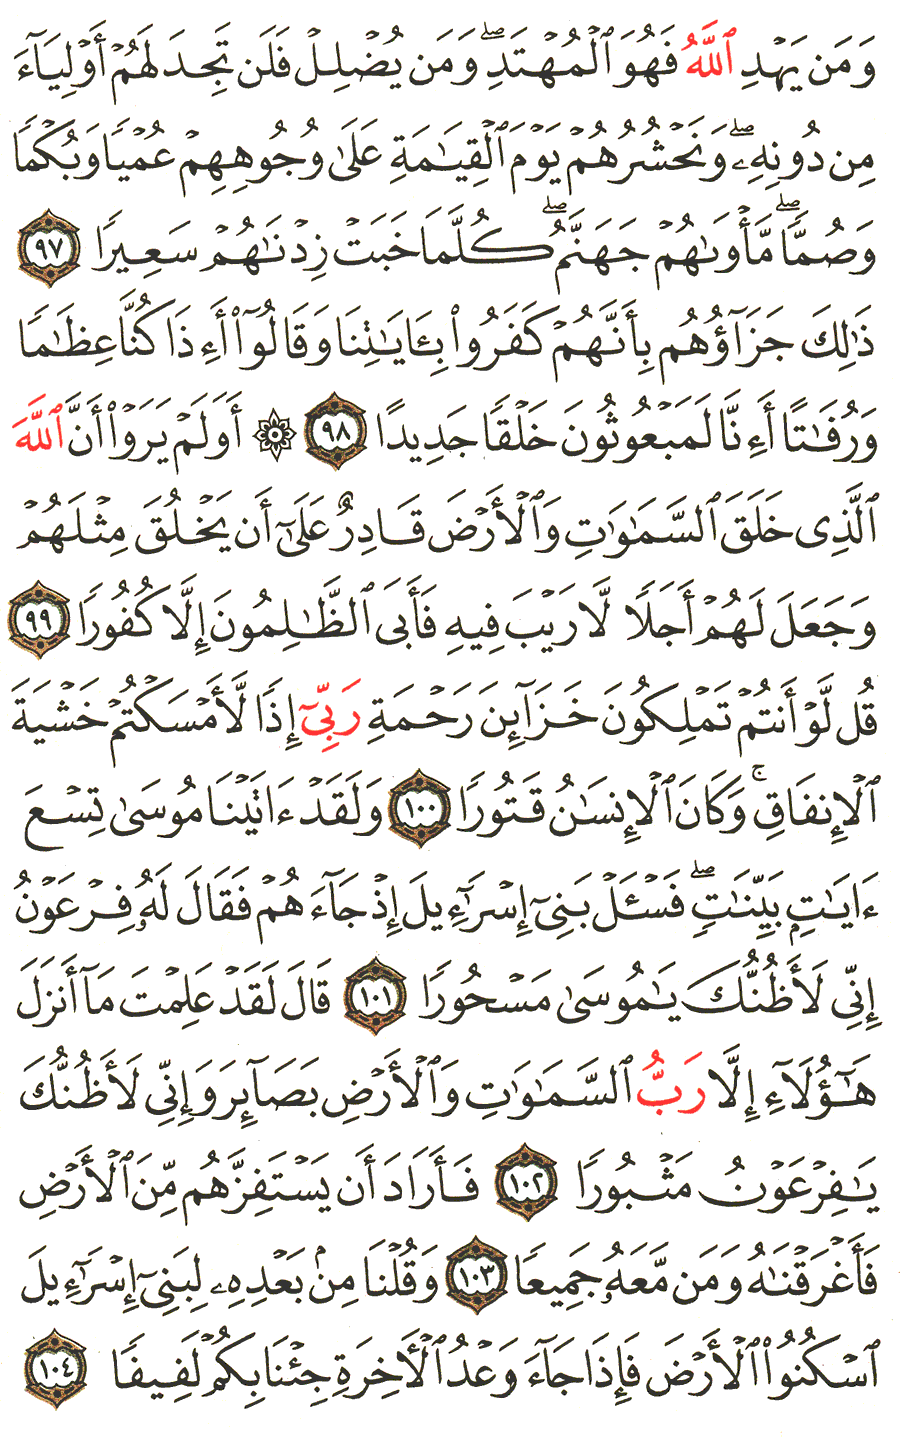 وَمَن يَهْدِ ٱللَّهُ فَهُوَ ٱلْمُهْتَدِ ۖ وَمَن يُضْلِلْ فَلَن تَجِدَ لَهُمْ أَوْلِيَآءَ
مِن دُونِهِۦ ۖ وَنَحْشُرُهُمْ يَوْمَ ٱلْقِيَٰمَةِ عَلَىٰ وُجُوهِهِمْ عُمْيًا وَبُكْمًا
وَصُمًّا ۖ مَّأْوَىٰهُمْ جَهَنَّمُ ۖ كُلَّمَا خَبَتْ زِدْنَٰهُمْ سَعِيرًا ٩٧
ذَٰلِكَ جَزَآؤُهُم بِأَنَّهُمْ كَفَرُوا۟ بِـَٔايَٰتِنَا وَقَالُوٓا۟ أَءِذَا كُنَّا عِظَٰمًا
وَرُفَٰتًا أَءِنَّا لَمَبْعُوثُونَ خَلْقًا جَدِيدًا ٩٨ ۞ أَوَلَمْ يَرَوْا۟ أَنَّ ٱللَّهَ
ٱلَّذِى خَلَقَ ٱلسَّمَٰوَٰتِ وَٱلْأَرْضَ قَادِرٌ عَلَىٰٓ أَن يَخْلُقَ مِثْلَهُمْ
وَجَعَلَ لَهُمْ أَجَلًا لَّا رَيْبَ فِيهِ فَأَبَى ٱلظَّٰلِمُونَ إِلَّا كُفُورًا ٩٩
قُل لَّوْ أَنتُمْ تَمْلِكُونَ خَزَآئِنَ رَحْمَةِ رَبِّىٓ إِذًا لَّأَمْسَكْتُمْ خَشْيَةَ
ٱلْإِنفَاقِ ۚ وَكَانَ ٱلْإِنسَٰنُ قَتُورًا ١٠٠ وَلَقَدْ ءَاتَيْنَا مُوسَىٰ تِسْعَ
ءَايَٰتٍۭ بَيِّنَٰتٍ ۖ فَسْـَٔلْ بَنِىٓ إِسْرَٰٓءِيلَ إِذْ جَآءَهُمْ فَقَالَ لَهُۥ فِرْعَوْنُ
إِنِّى لَأَظُنُّكَ يَٰمُوسَىٰ مَسْحُورًا ١٠١ قَالَ لَقَدْ عَلِمْتَ مَآ أَنزَلَ
هَٰٓؤُلَآءِ إِلَّا رَبُّ ٱلسَّمَٰوَٰتِ وَٱلْأَرْضِ بَصَآئِرَ وَإِنِّى لَأَظُنُّكَ
يَٰفِرْعَوْنُ مَثْبُورًا ١٠٢ فَأَرَادَ أَن يَسْتَفِزَّهُم مِّنَ ٱلْأَرْضِ
فَأَغْرَقْنَٰهُ وَمَن مَّعَهُۥ جَمِيعًا ١٠٣ وَقُلْنَا مِنۢ بَعْدِهِۦ لِبَنِىٓ إِسْرَٰٓءِيلَ
ٱسْكُنُوا۟ ٱلْأَرْضَ فَإِذَا جَآءَ وَعْدُ ٱلْـَٔاخِرَةِ جِئْنَا بِكُمْ لَفِيفًا ١٠٤